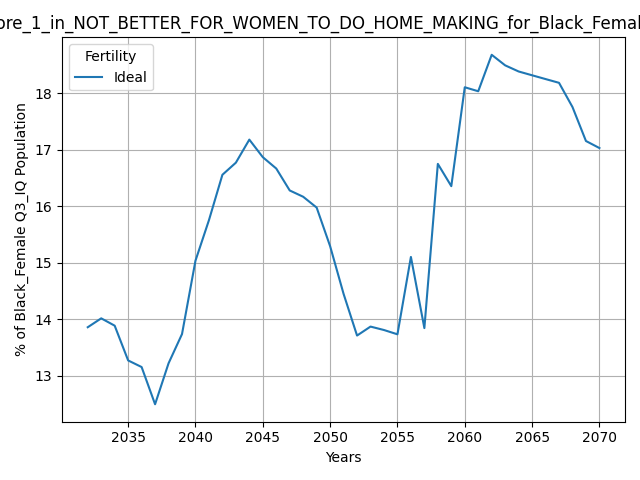 ore_1_in_NOT_BETTER_FOR_WOMEN_TO_DO_HOME_MAKING_for_Black_Femal
Fertility
Ideal
% of Black_Female Q3_IQ Population
18
17
16
15
14
13
2035 2040 2045 2050 2055 2060 2065 2070
Years